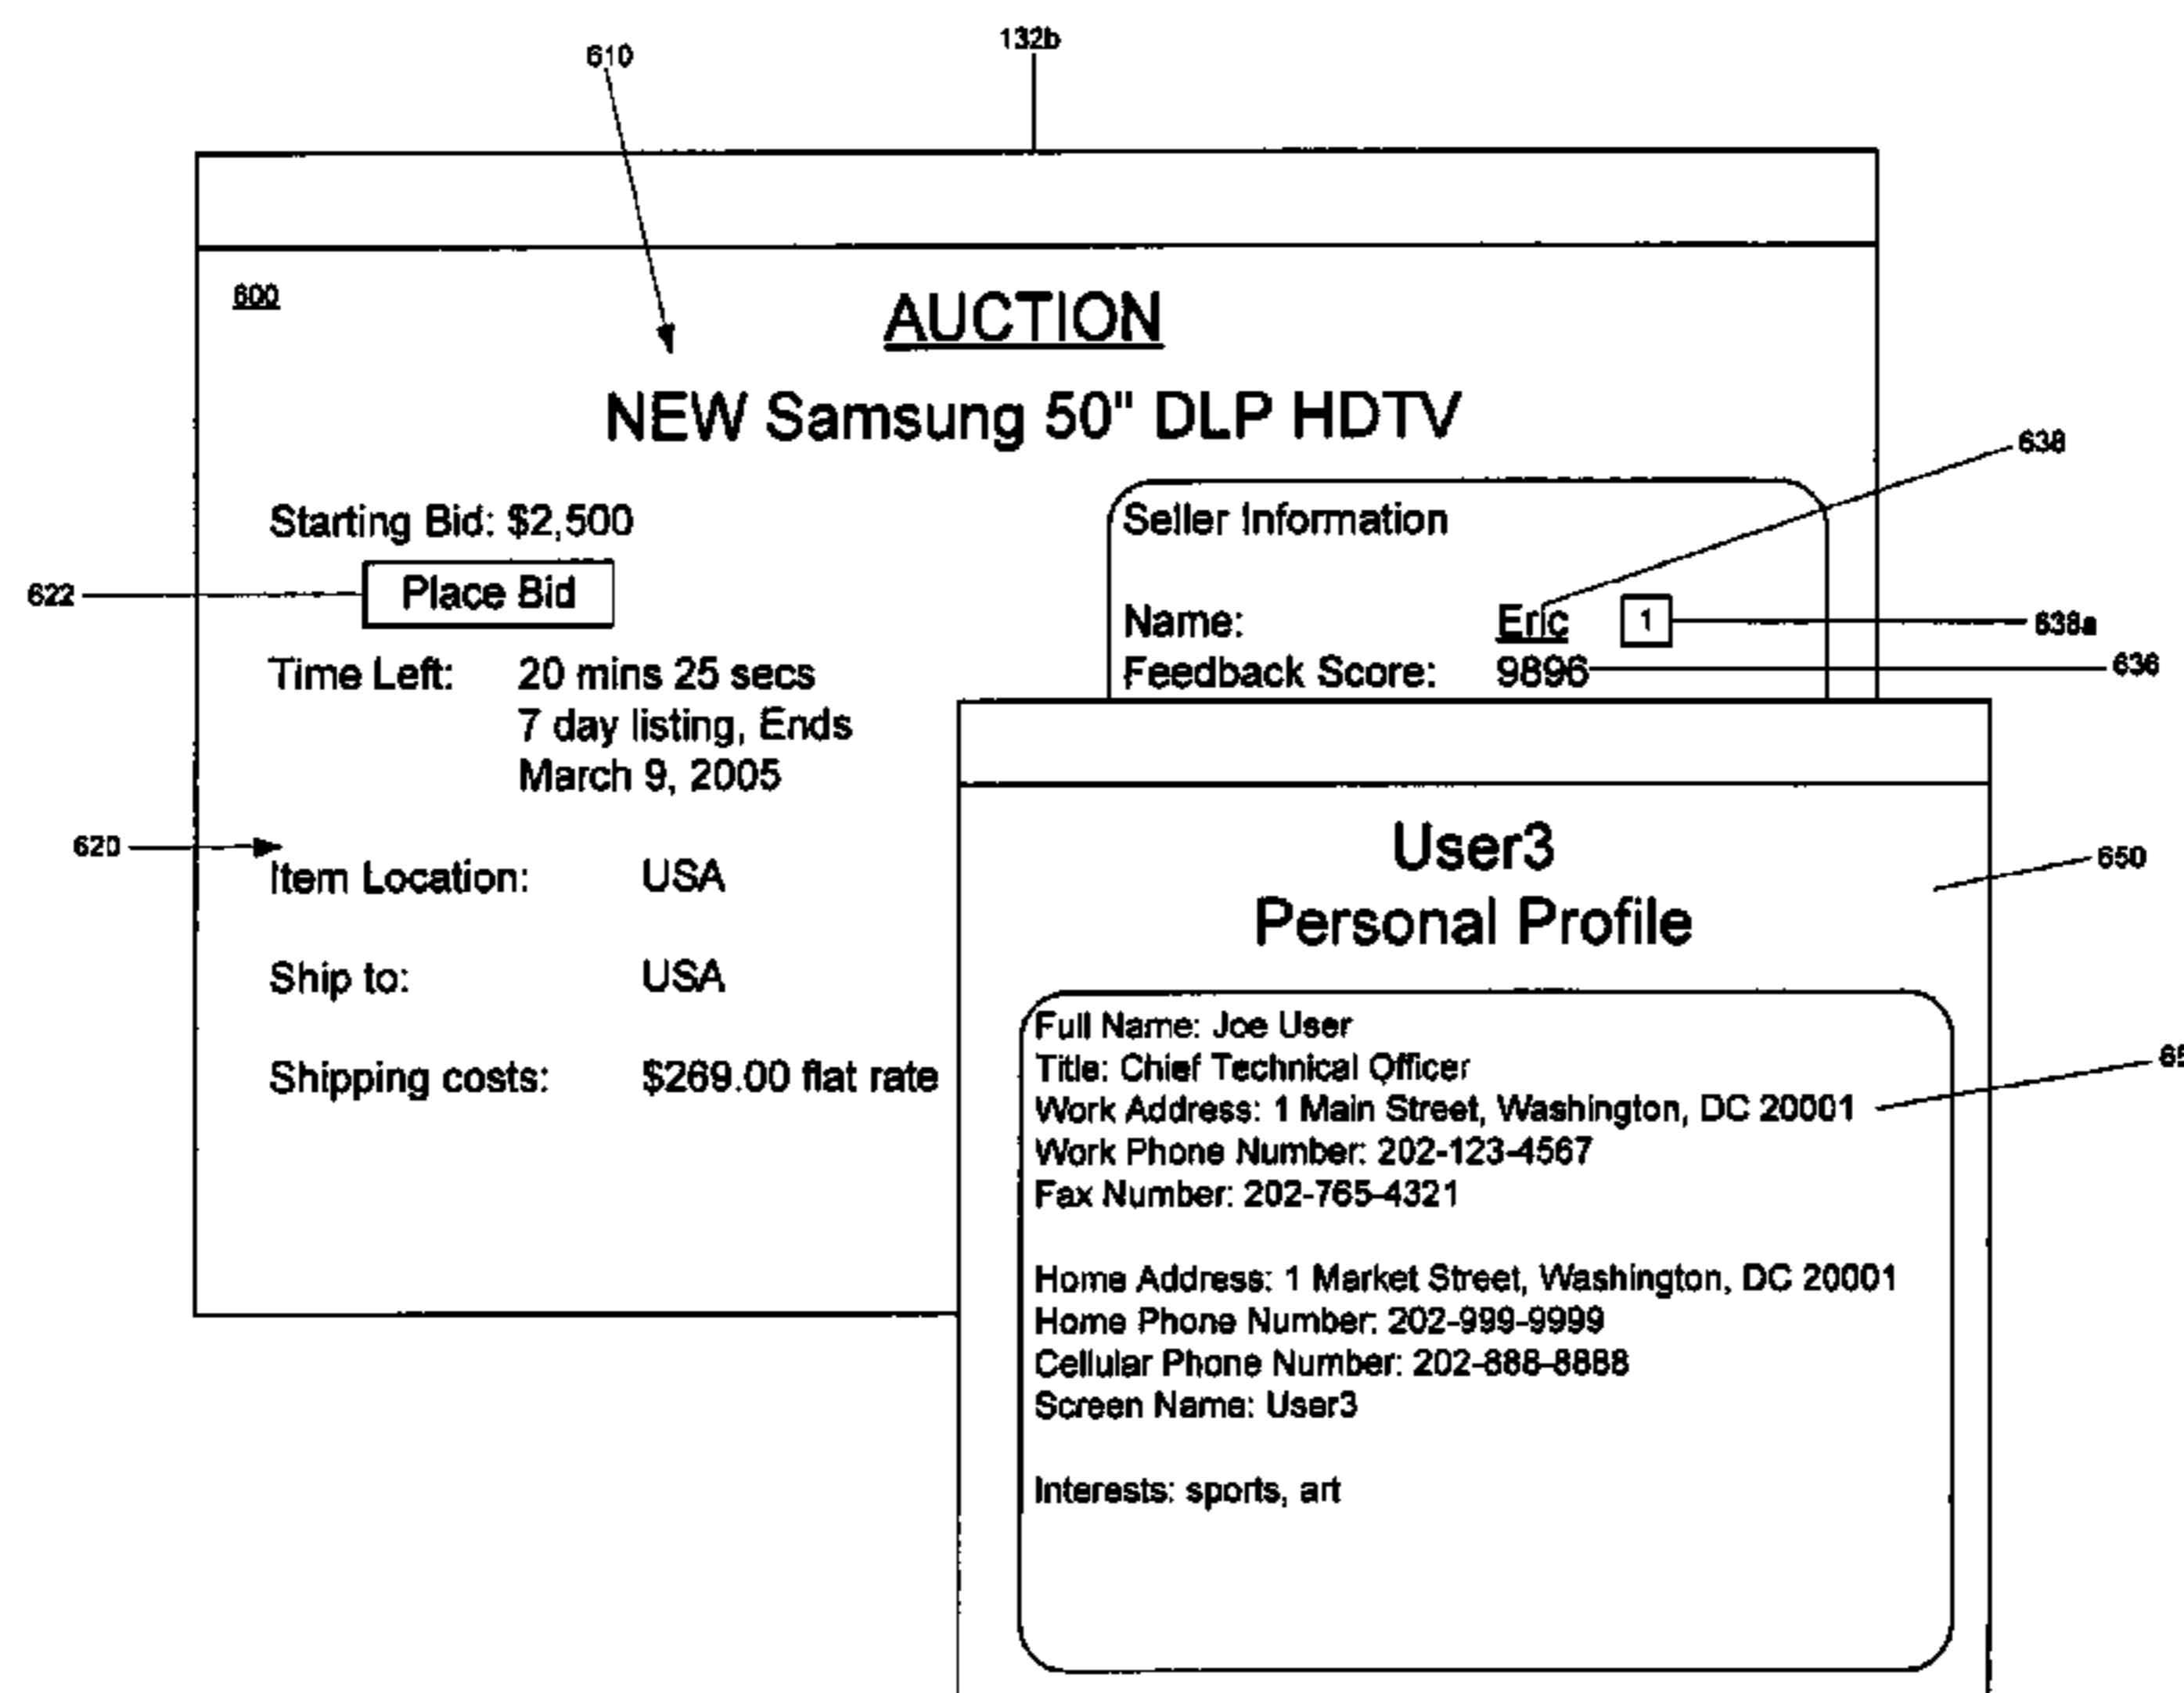 610
132b
600
AUCTION
NEW Samsung 50" DLP HDTV
638
Starting Bid: $2,500
Seller Information
622
Place Bid
Name: Eric 1
638a
Time Left: 20 mins 25 secs
Feedback Score: 9896
636
7 day listing, Ends
March 9, 2005
620
Item Location: USA
User3
650
Personal Profile
Ship to: USA
Shipping costs: $269.00 flat rate
Full Name: Joe User
Title: Chief Technical Officer
Work Address: 1 Main Street, Washington, DC 20001
Work Phone Number: 202-123-4567
Fax Number: 202-765-4321
Home Address: 1 Market Street, Washington, DC 20001
Home Phone Number: 202-999-9999
Cellular Phone Number: 202-888-8888
Screen Name: User3
Interests: sports, art